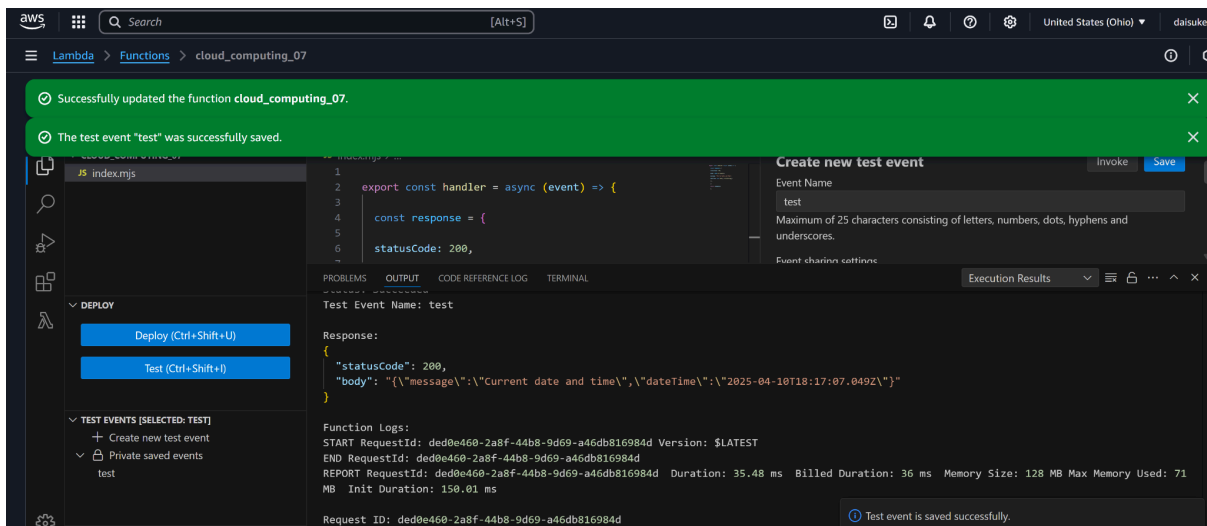 aws
Search [Alt+S]
United States (Ohio) ▼ daisuke
Lambda > Functions > cloud_computing_07
Successfully updated the function cloud_computing_07.
The test event "test" was successfully saved.
CLOUD_COMPUTING_07
JS index.mjs
index.mjs > ...
1
2 export const handler = async (event) => {
3
4 const response = {
5
6 statusCode: 200,
Create new test event
Invoke Save
Event Name
test
Maximum of 25 characters consisting of letters, numbers, dots, hyphens and
underscores.
Event sharing settings
PROBLEMS OUTPUT CODE REFERENCE LOG TERMINAL Execution Results
DEPLOY
Deploy (Ctrl+Shift+U)
Test (Ctrl+Shift+I)
TEST EVENTS [SELECTED: TEST]
Create new test event
Private saved events
test
Status: Succeeded
Test Event Name: test
Response:
{
"statusCode": 200,
"body": "{\"message\":\"Current date and time\",\"dateTime\":\"2025-04-10T18:17:07.049Z\"}"
}
Function Logs:
START RequestId: ded0e460-2a8f-44b8-9d69-a46db816984d Version: $LATEST
END RequestId: ded0e460-2a8f-44b8-9d69-a46db816984d
REPORT RequestId: ded0e460-2a8f-44b8-9d69-a46db816984d Duration: 35.48 ms Billed Duration: 36 ms Memory Size: 128 MB Max Memory Used: 71
MB Init Duration: 150.01 ms
Request ID: ded0e460-2a8f-44b8-9d69-a46db816984d
Test event is saved successfully.